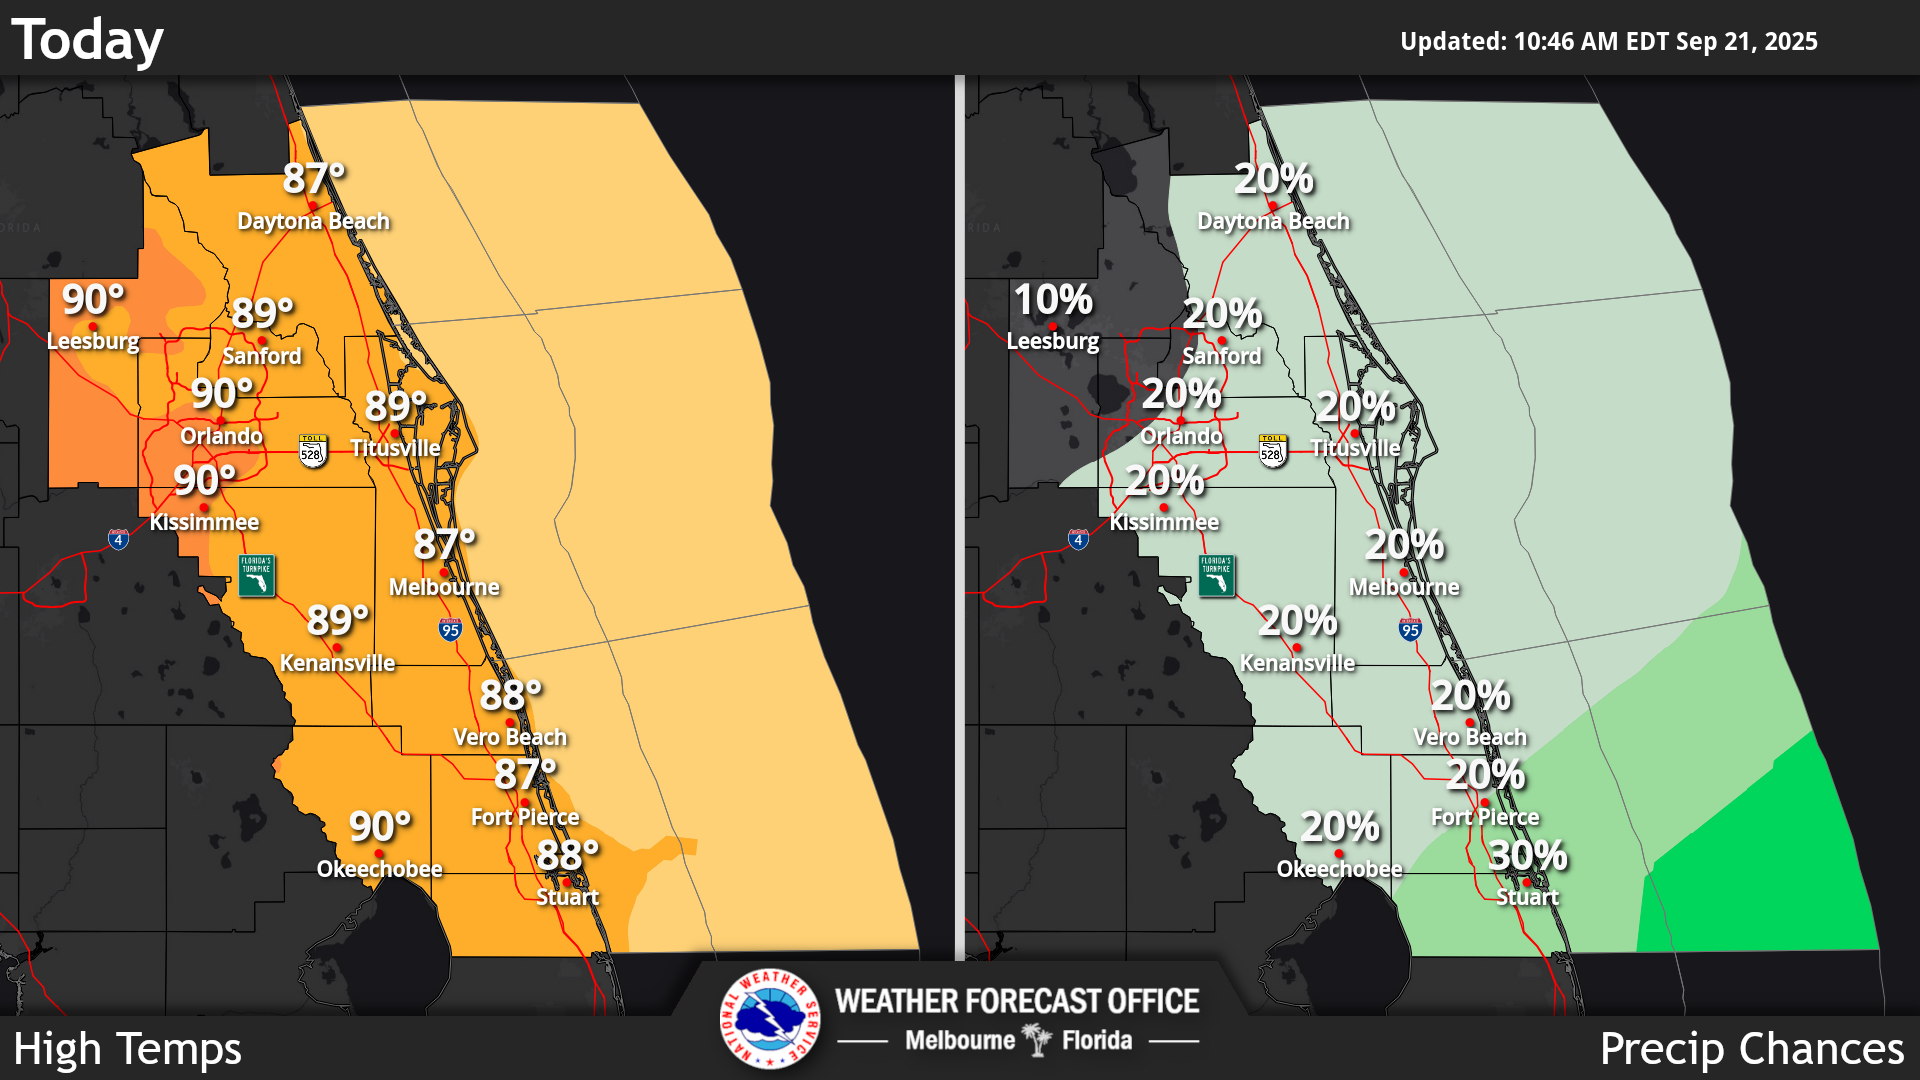 Today
Updated: 10:46 AM EDT Sep 21, 2025
87°
Daytona Beach
90°
Leesburg
89°
Sanford
90°
Orlando
89°
Titusville
TOLL
528
90°
Kissimmee
4
FLORIDA'S
TURNPIKE
87°
Melbourne
89°
Kenansville
95
88°
Vero Beach
87°
Fort Pierce
90°
Okeechobee
88°
Stuart
20%
Daytona Beach
10%
Leesburg
20%
Sanford
20%
Orlando
20%
Titusville
TOLL
528
20%
Kissimmee
4
FLORIDA'S
TURNPIKE
20%
Melbourne
20%
Kenansville
95
20%
Vero Beach
20%
Fort Pierce
20%
Okeechobee
30%
Stuart
High Temps
NATIONAL WEATHER SERVICE
WEATHER FORECAST OFFICE
Melbourne Florida
Precip Chances